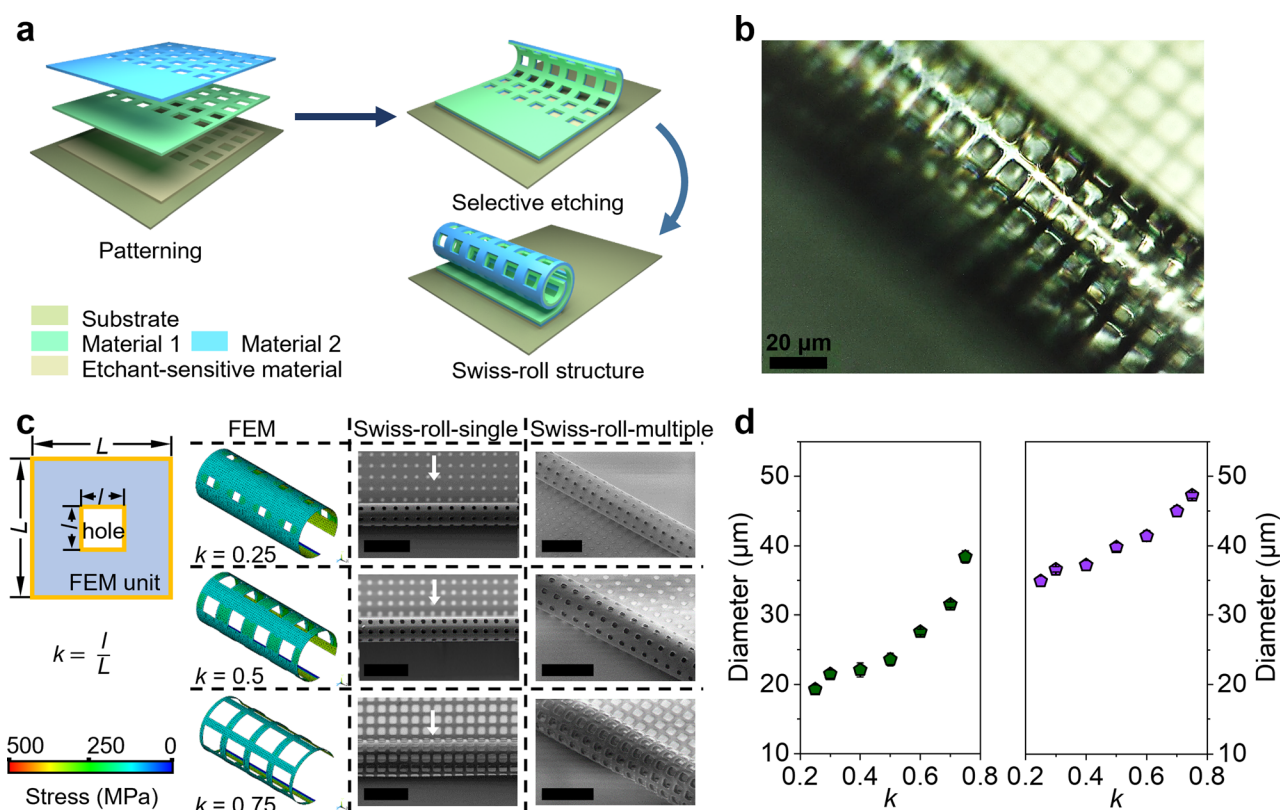 a
Patterning
Selective etching
Swiss-roll structure
Substrate
Material 1
Material 2
Etchant-sensitive material
b
20 μm
c
FEM
Swiss-roll-single
Swiss-roll-multiple
L
L
l
l
hole
FEM unit
k = l/L
k = 0.25
k = 0.5
k = 0.75
500
250
0
Stress (MPa)
d
Diameter (μm)
50
40
30
20
10
0.2
0.4
0.6
0.8
k
0.2
0.4
0.6
0.8
k
50
40
30
20
10
Diameter (μm)